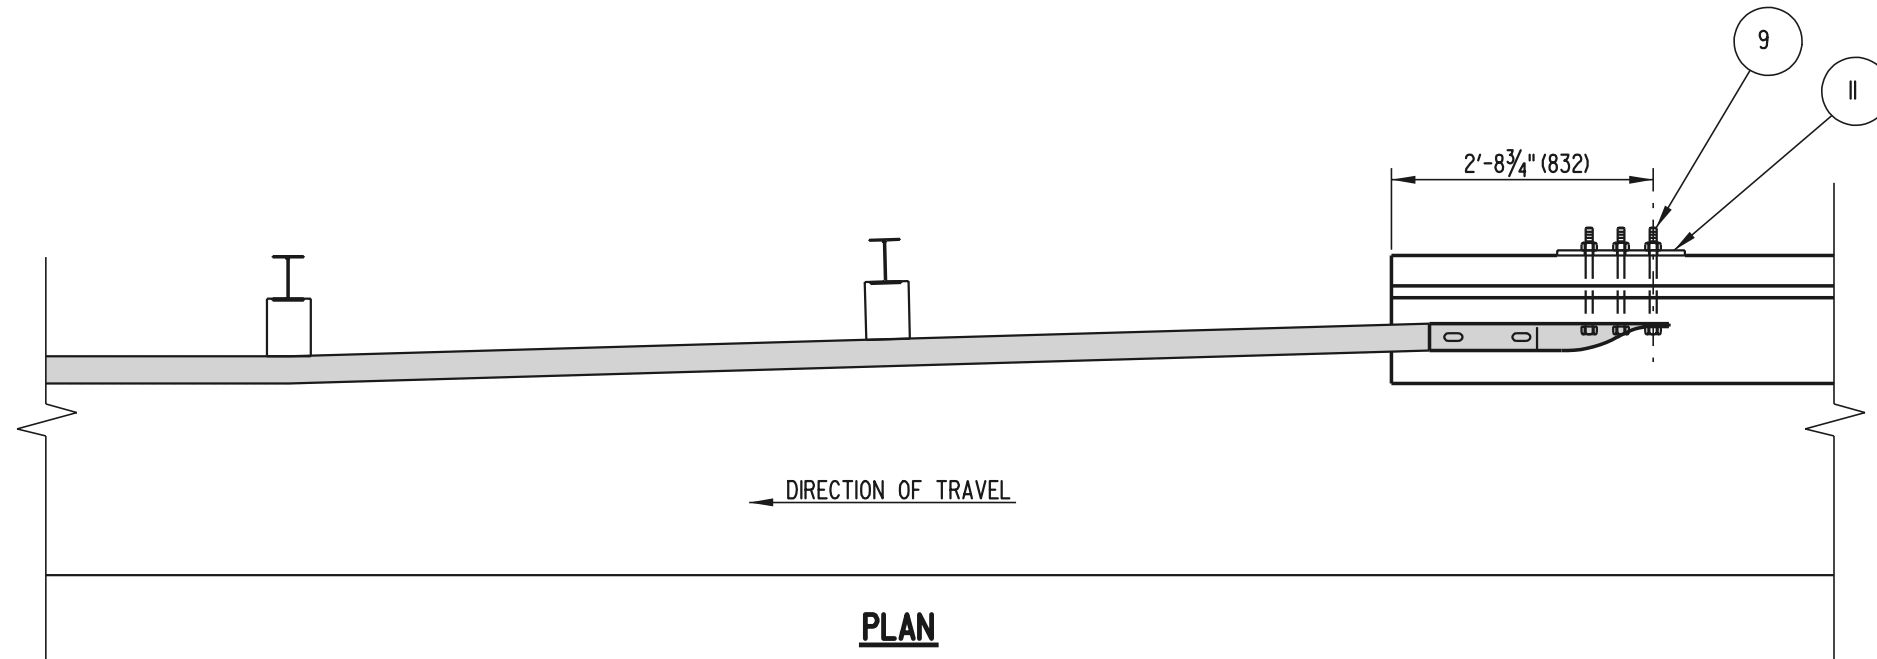 9
11
2'-8¾" (832)
DIRECTION OF TRAVEL
PLAN